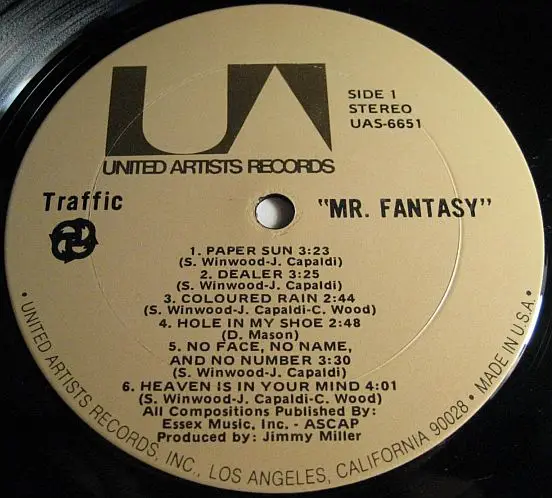 UA
UNITED ARTISTS RECORDS
SIDE 1
STEREO
UAS-6651
Traffic
"MR. FANTASY"
1. PAPER SUN 3:23
(S. Winwood-J. Capaldi)
2. DEALER 3:25
(S. Winwood-J. Capaldi)
3. COLOURED RAIN 2:44
(S. Winwood-J. Capaldi-C. Wood)
4. HOLE IN MY SHOE 2:48
(D. Mason)
5. NO FACE, NO NAME,
AND NO NUMBER 3:30
(S. Winwood-J. Capaldi)
6. HEAVEN IS IN YOUR MIND 4:01
(S. Winwood-J. Capaldi-C. Wood)
All Compositions Published By:
Essex Music, Inc. - ASCAP
Produced by: Jimmy Miller
• UNITED ARTISTS RECORDS, INC., LOS ANGELES, CALIFORNIA 90028 • MADE IN U.S.A. •